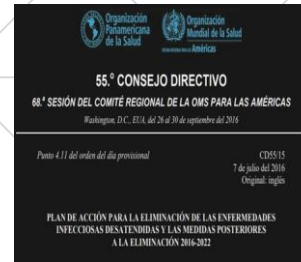 Organización
Panamericana
de la Salud
Organización
Mundial de la Salud
Américas
55.º CONSEJO DIRECTIVO
68.ª SESIÓN DEL COMITÉ REGIONAL DE LA OMS PARA LAS AMÉRICAS
Washington, D.C., EUA, del 26 al 30 de septiembre del 2016
Punto 4.11 del orden del día provisional
CD55/15
7 de julio del 2016
Original: inglés
PLAN DE ACCIÓN PARA LA ELIMINACIÓN DE LAS ENFERMEDADES
INFECCIOSAS DESATENDIDAS Y LAS MEDIDAS POSTERIORES
A LA ELIMINACIÓN 2016-2022